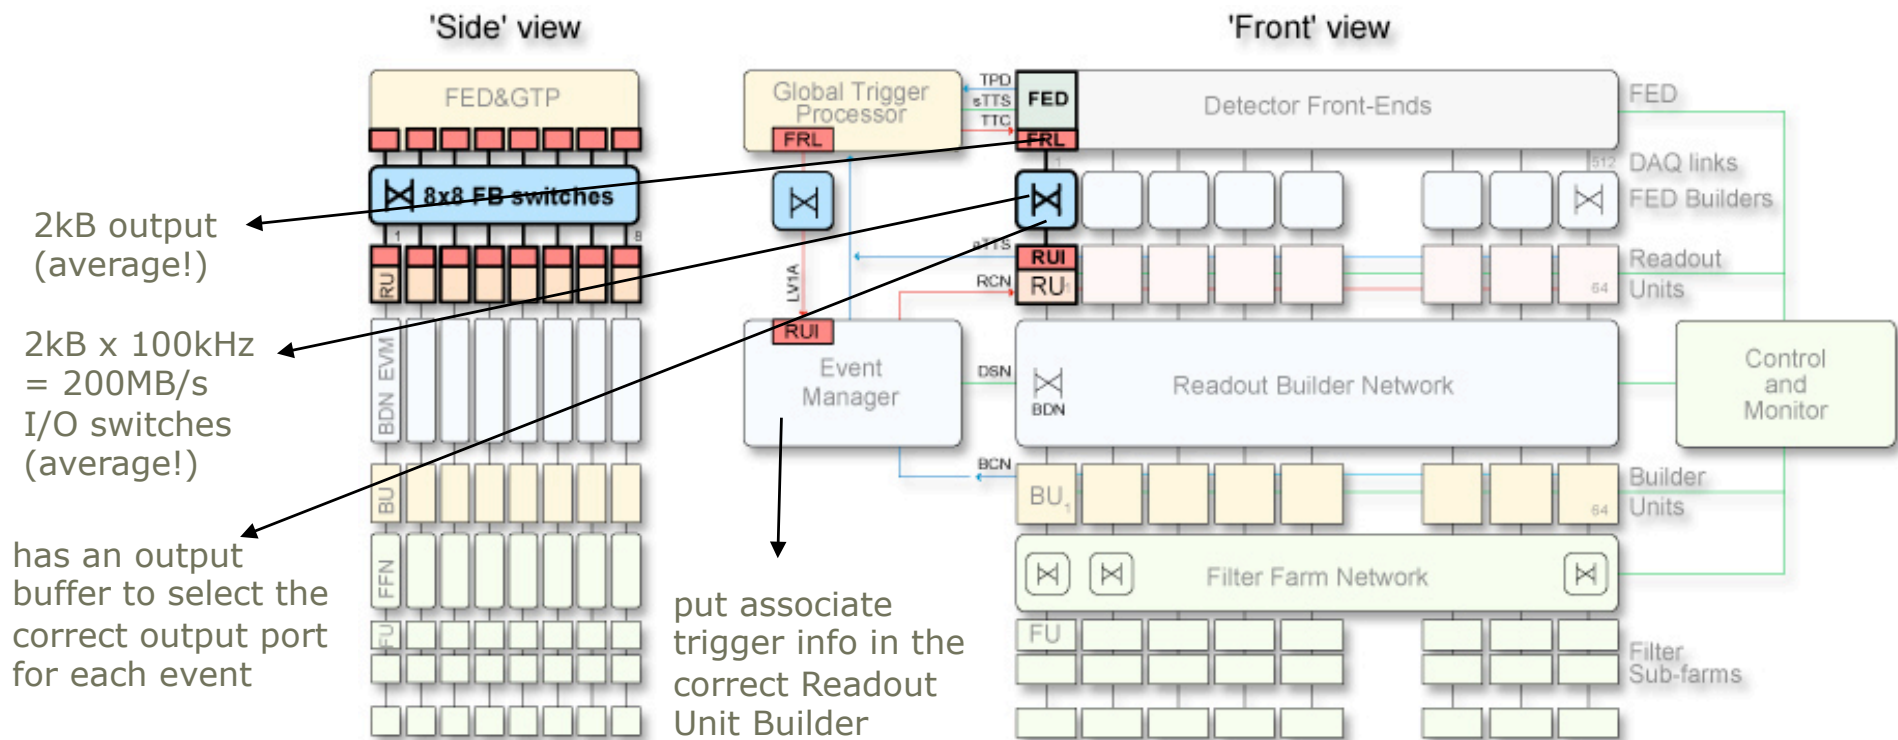 'Side' view
'Front' view
FED&GTP
8x8 FB switches
1
8
RU
BDN EVM
BU
FFN
FU
2kB output
(average!)
2kB x 100kHz
= 200MB/s
I/O switches
(average!)
has an output
buffer to select the
correct output port
for each event
Global Trigger
Processor
FRL
TPD
sTTS
TTC
FED
FRL
Detector Front-Ends
FED
1
512
DAQ links
FED Builders
LV1A
sTTS
RUI
RCN
RU 1
64
Readout
Units
RUI
Event
Manager
DSN
BDN
Readout Builder Network
Control
and
Monitor
BCN
BU 1
64
Builder
Units
Filter Farm Network
FU
Filter
Sub-farms
put associate
trigger info in the
correct Readout
Unit Builder